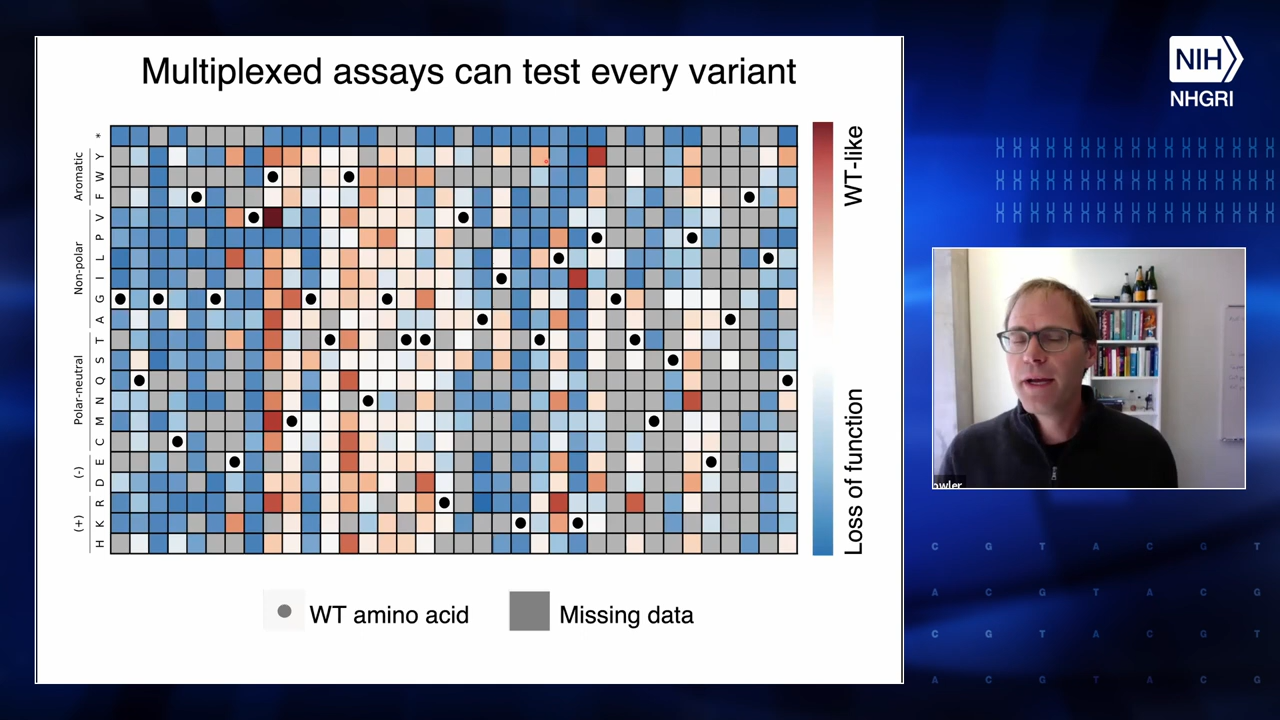 Multiplexed assays can test every variant
NIH
NHGRI
Aromatic
Non-polar
Polar-neutral
(-)
(+)
*
Y
W
F
V
P
L
I
G
A
T
S
Q
N
M
C
E
D
R
K
H
WT-like
Loss of function
WT amino acid
Missing data
owler
C G T A C G T
A C G T A C G
C G T A C G T
A C G T A C G